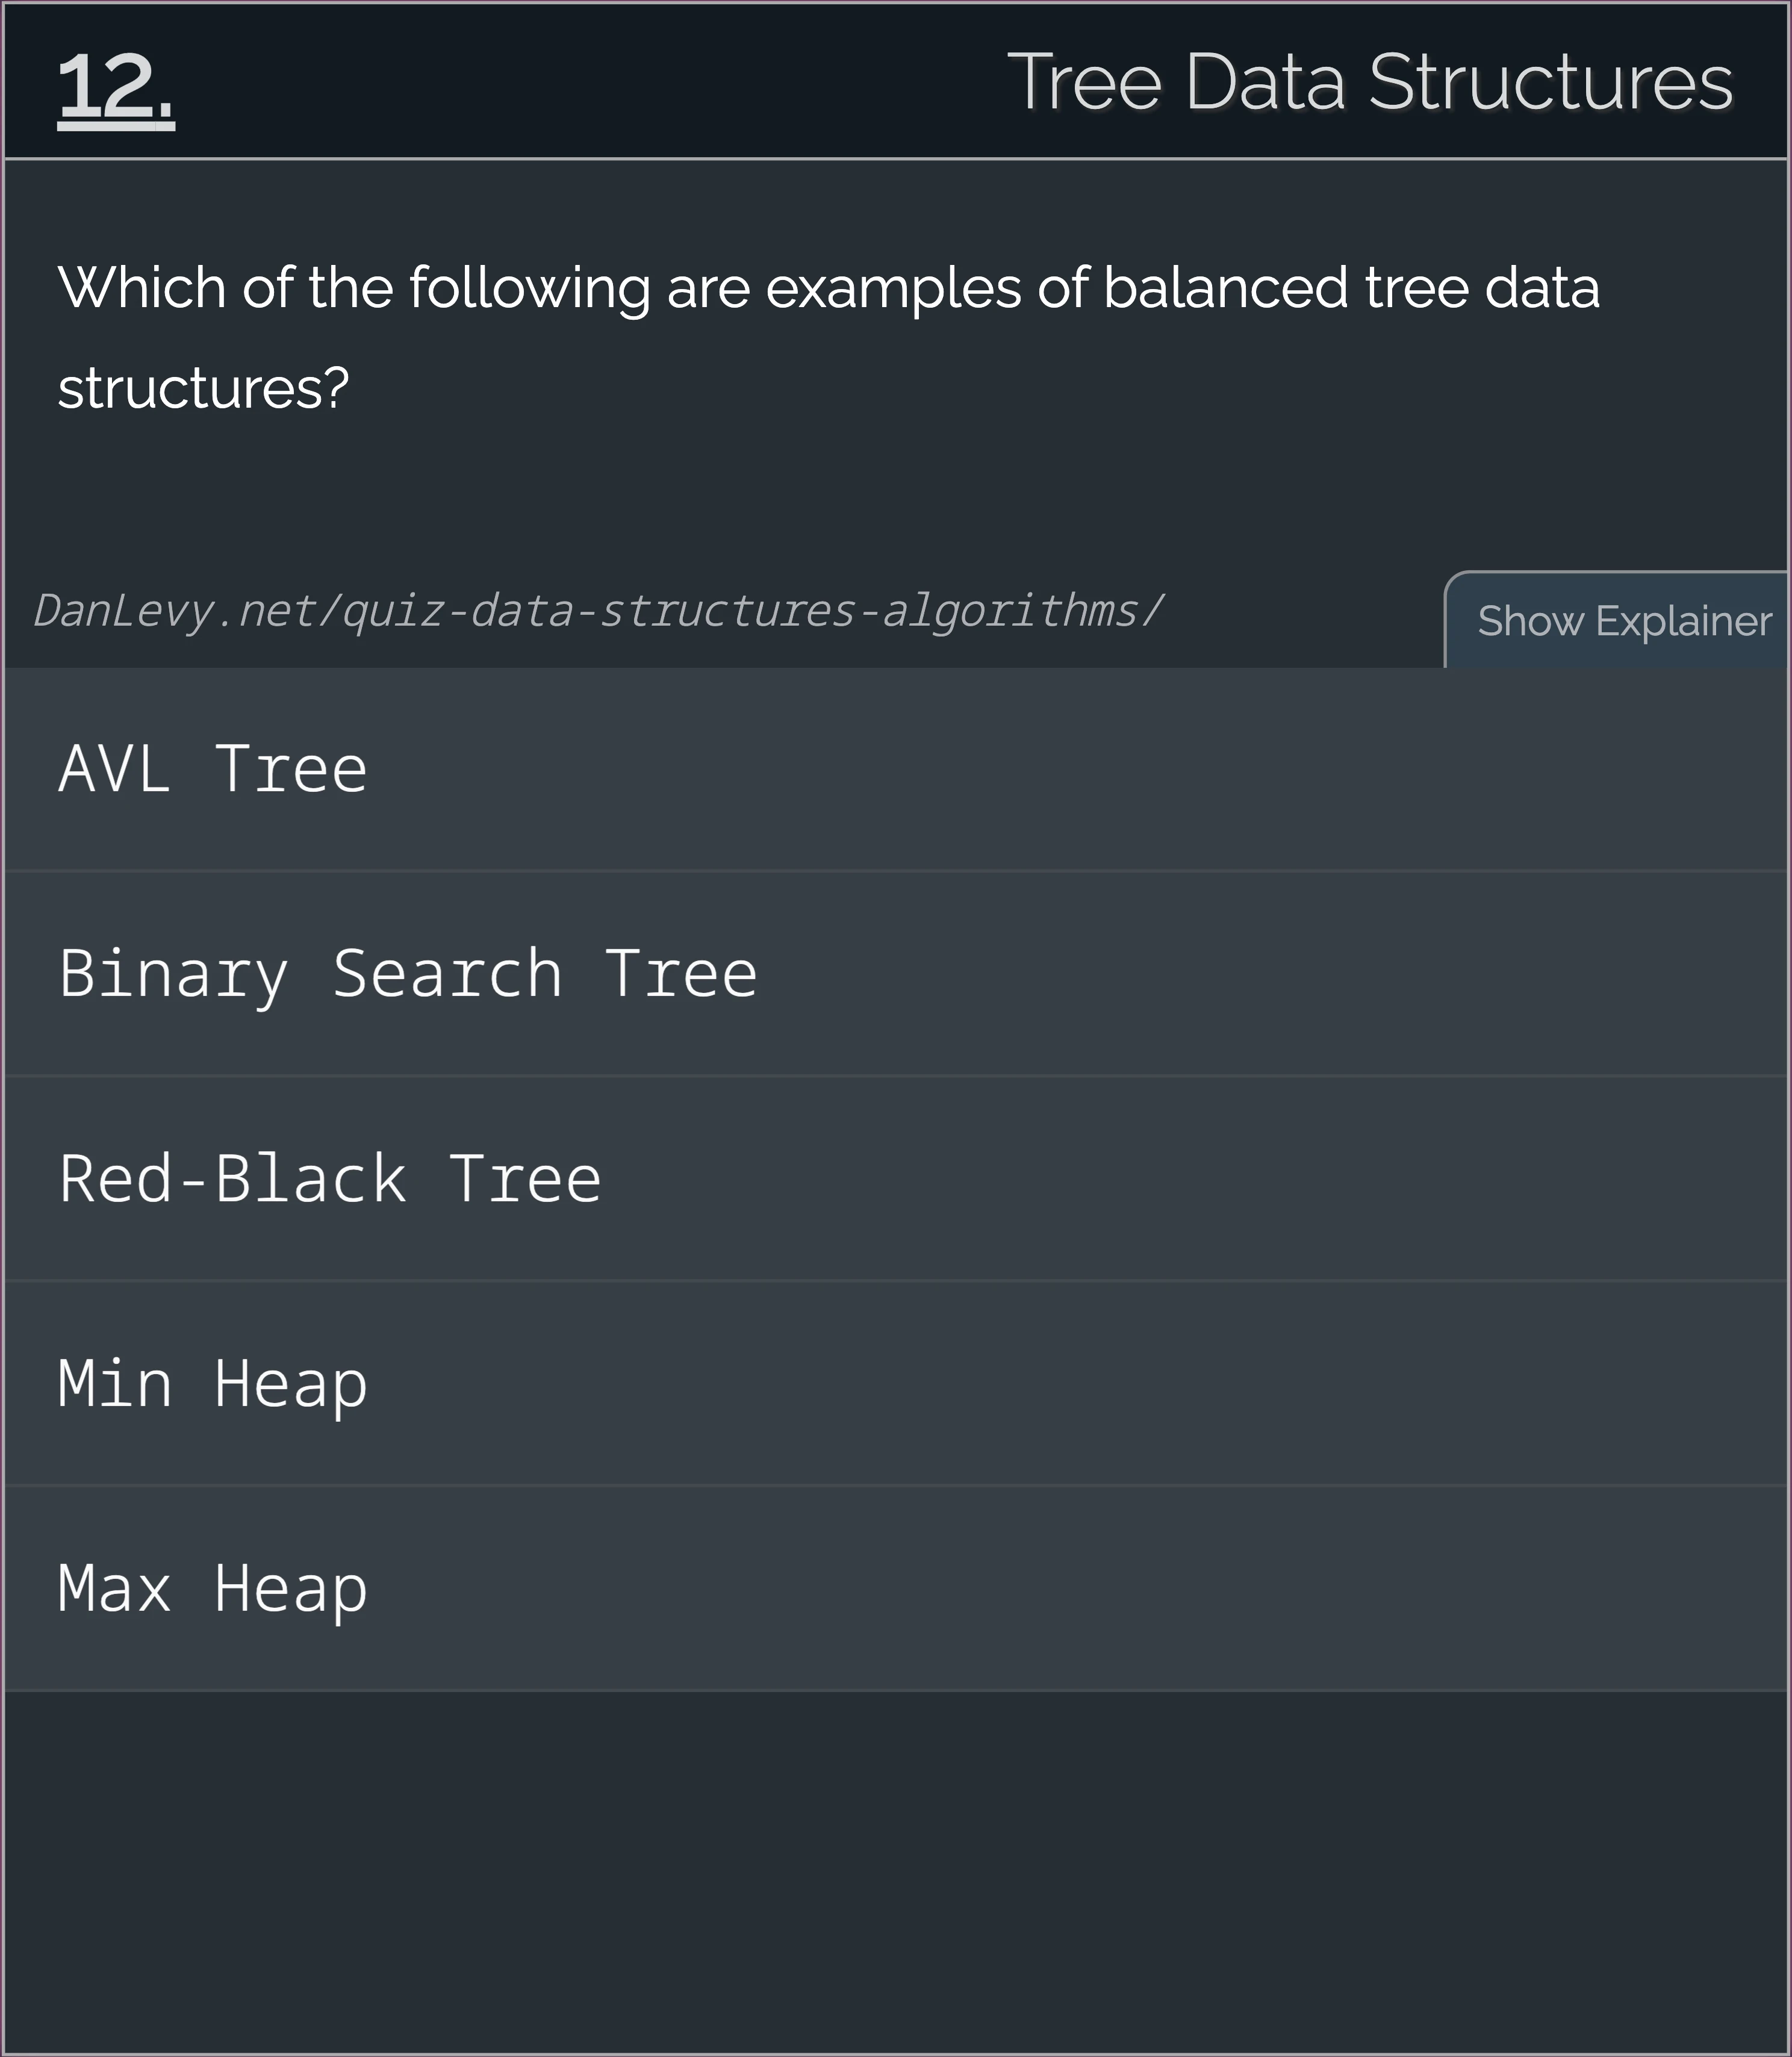 12.
Tree Data Structures
Which of the following are examples of balanced tree data
structures?
DanLevy.net/quiz-data-structures-algorithms/
Show Explainer
AVL Tree
Binary Search Tree
Red-Black Tree
Min Heap
Max Heap